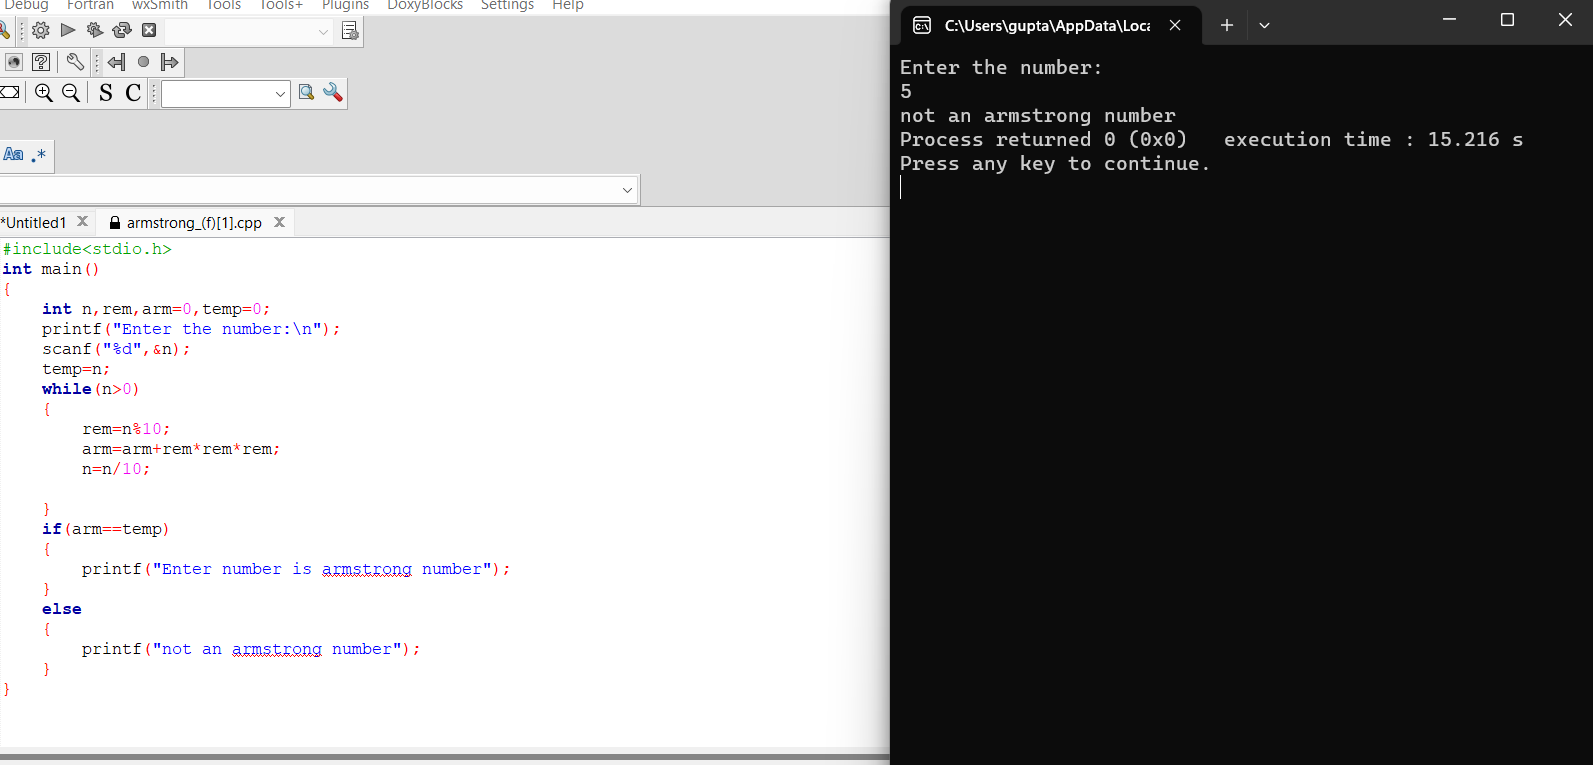 Debug Fortran wxSmith Tools Tools+ Plugins DoxyBlocks Settings Help
S C
Aa .*
*Untitled1 X armstrong_(f)[1].cpp X
#include<stdio.h>
int main()
{
int n,rem,arm=0,temp=0;
printf("Enter the number:\n");
scanf("%d",&n);
temp=n;
while(n>0)
{
rem=n%10;
arm=arm+rem*rem*rem;
n=n/10;
}
if(arm==temp)
{
printf("Enter number is armstrong number");
}
else
{
printf("not an armstrong number");
}
}
C:\Users\gupta\AppData\Loca
Enter the number:
5
not an armstrong number
Process returned 0 (0x0) execution time : 15.216 s
Press any key to continue.